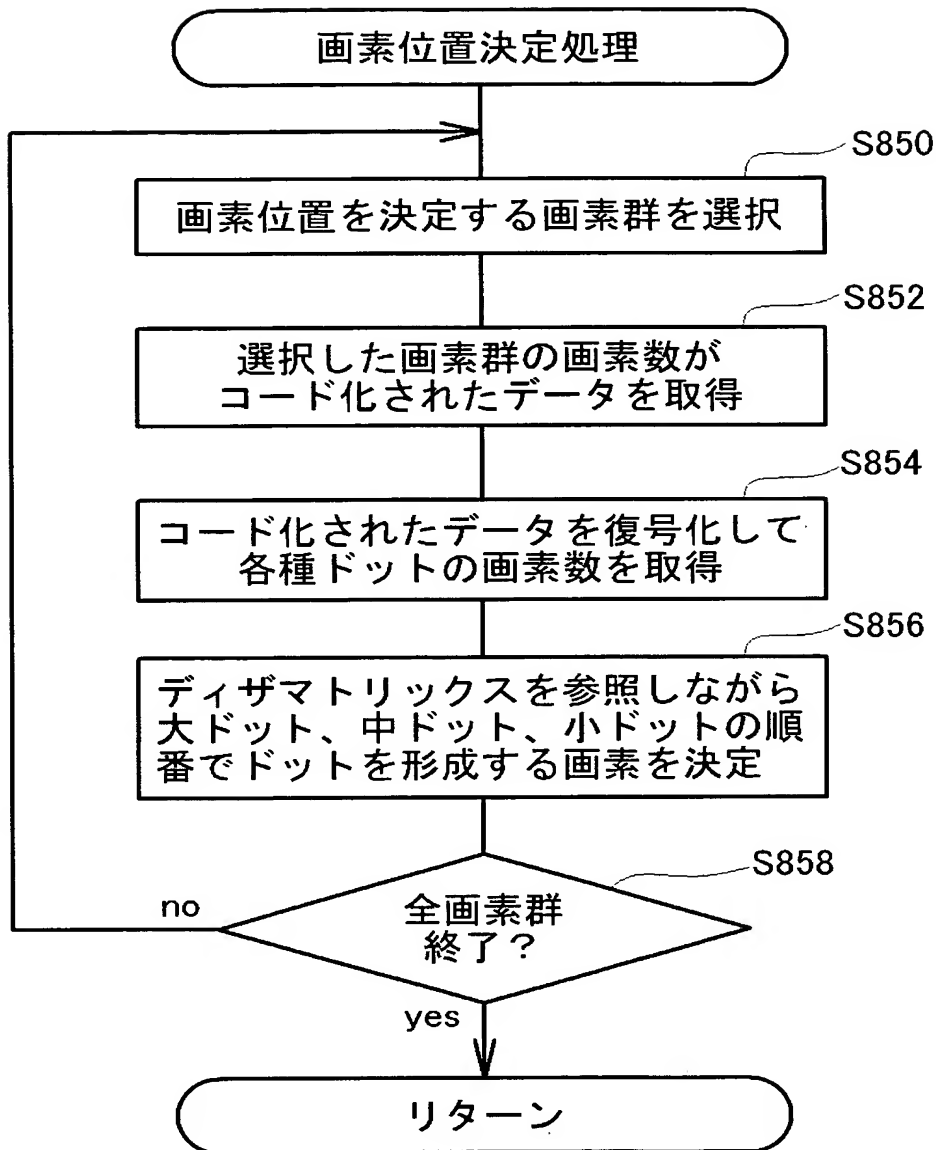 画素位置決定処理
S850
画素位置を決定する画素群を選択
S852
選択した画素群の画素数が
コード化されたデータを取得
S854
コード化されたデータを復号化して
各種ドットの画素数を取得
S856
ディザマトリックスを参照しながら
大ドット、中ドット、小ドットの順
番でドットを形成する画素を決定
S858
no
全画素群
終了？
yes
リターン